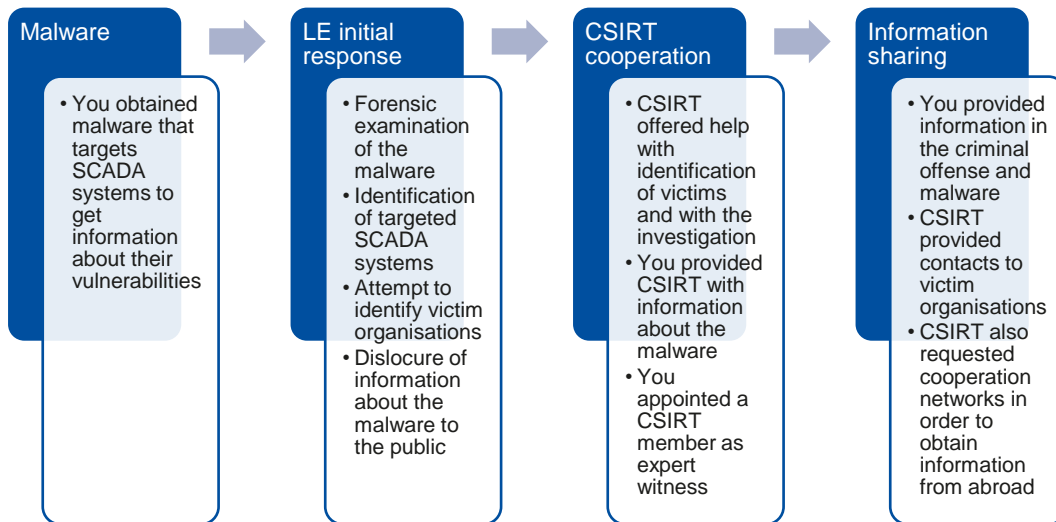 Malware
• You obtained
malware that
targets
SCADA
systems to
get
information
about their
vulnerabilities
LE initial
response
• Forensic
examination
of the
malware
• Identification
of targeted
SCADA
systems
• Attempt to
identify victim
organisations
• Dislocure of
information
about the
malware to
the public
CSIRT
cooperation
• CSIRT
offered help
with
identification
of victims
and with the
investigation
• You provided
CSIRT with
information
about the
malware
• You
appointed a
CSIRT
member as
expert
witness
Information
sharing
• You provided
information in
the criminal
offense and
malware
• CSIRT
provided
contacts to
victim
organisations
• CSIRT also
requested
cooperation
networks in
order to
obtain
information
from abroad